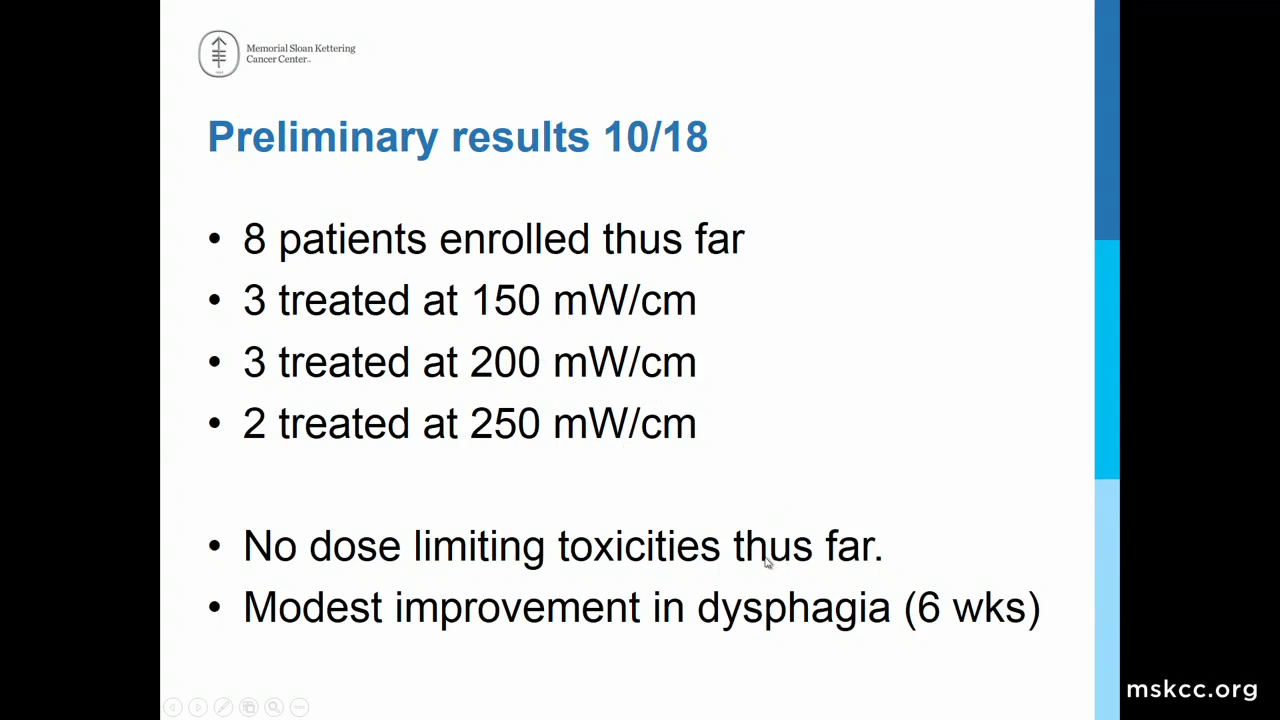 Memorial Sloan Kettering
Cancer Center™
Preliminary results 10/18
• 8 patients enrolled thus far
• 3 treated at 150 mW/cm
• 3 treated at 200 mW/cm
• 2 treated at 250 mW/cm
• No dose limiting toxicities thus far.
• Modest improvement in dysphagia (6 wks)
mskcc.org